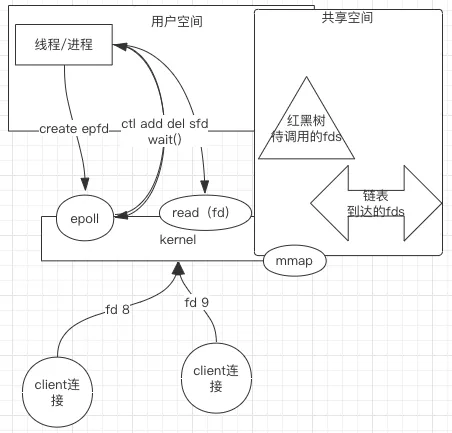 用户空间
共享空间
线程/进程
create epfd
ctl add del sfd
wait()
红黑树
待调用的fds
链表
到达的fds
epoll
read（fd）
kernel
mmap
fd 8
fd 9
client连
接
client连
接